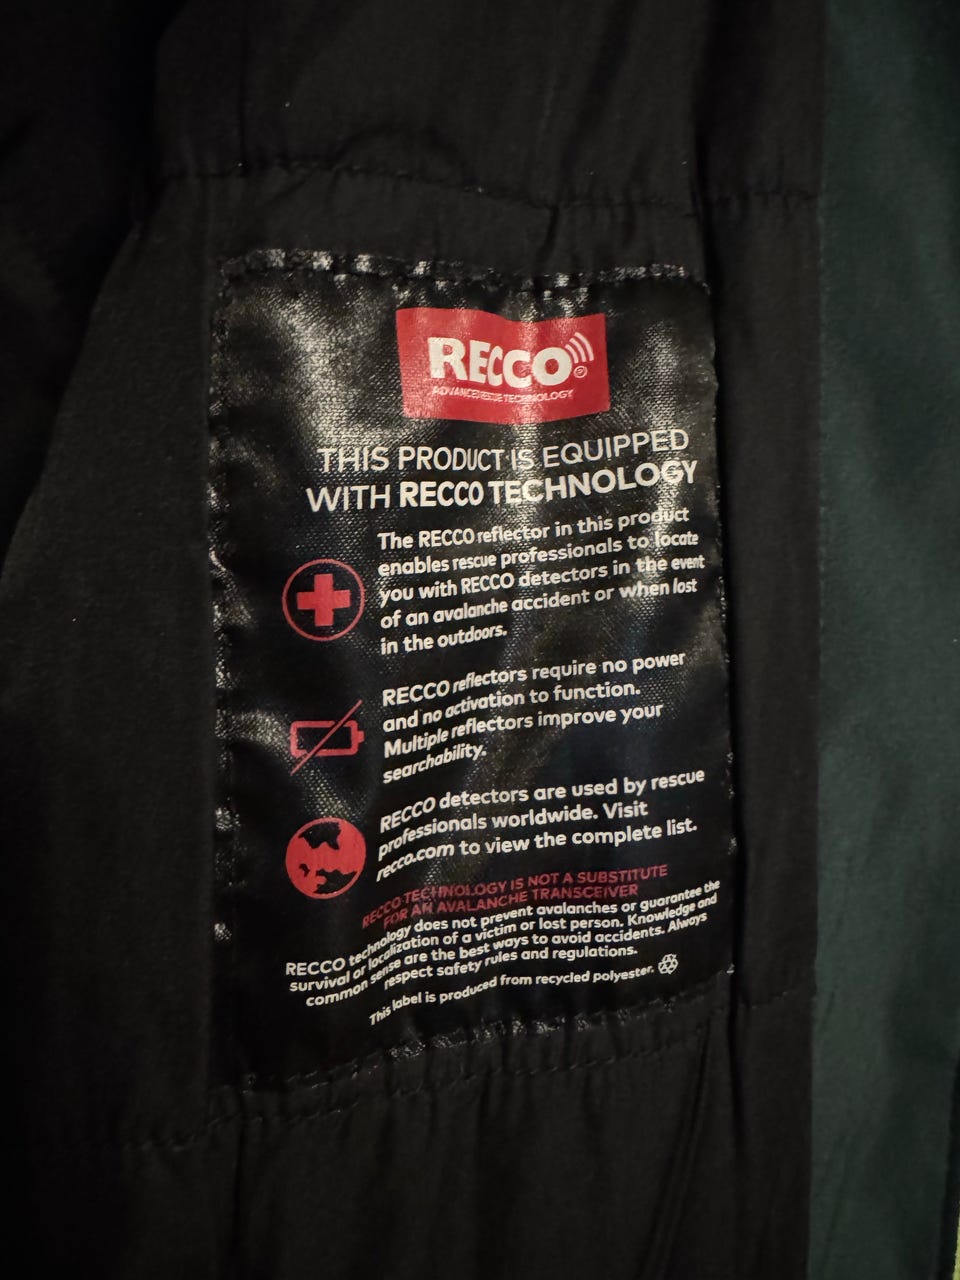 RECCO
ADVANCED RESCUE TECHNOLOGY
THIS PRODUCT IS EQUIPPED
WITH RECCO TECHNOLOGY
The RECCO reflector in this product
enables rescue professionals to locate
you with RECCO detectors in the event
of an avalanche accident or when lost
in the outdoors.
RECCO reflectors require no power
and no activation to function.
Multiple reflectors improve your
searchability.
RECCO detectors are used by rescue
professionals worldwide. Visit
recco.com to view the complete list.
RECCO TECHNOLOGY IS NOT A SUBSTITUTE
FOR AN AVALANCHE TRANSCEIVER
RECCO technology does not prevent avalanches or guarantee the
survival or localization of a victim or lost person. Knowledge and
common sense are the best ways to avoid accidents. Always
respect safety rules and regulations.
This label is produced from recycled polyester.